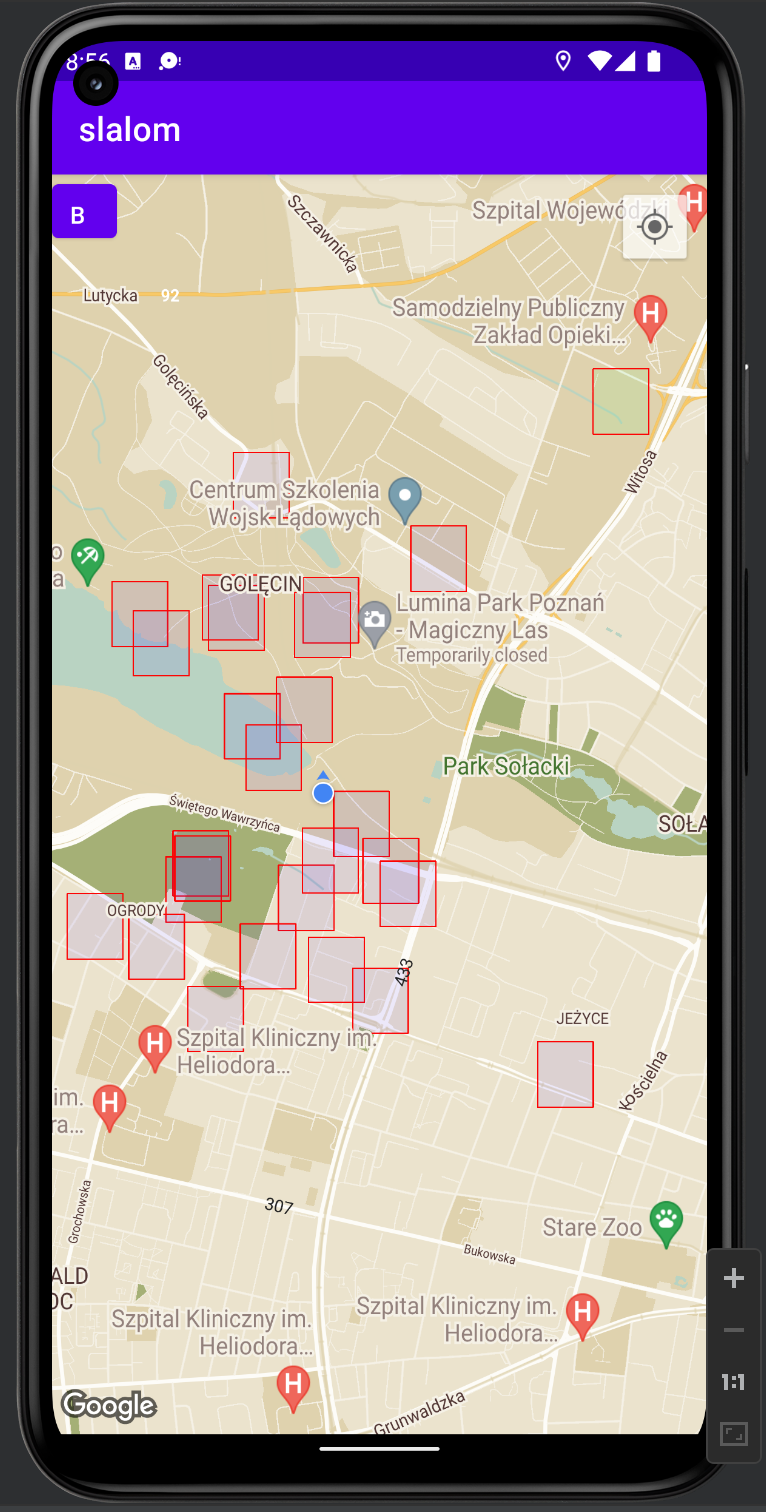 8:56
slalom
B
Szczawnicka
Szpital Wojewódzki
Lutycka
92
Samodzielny Publiczny
Zakład Opieki...
Golęcińska
Witosa
Centrum Szkolenia
Wojsk Lądowych
o
a
GOLĘCIN
Lumina Park Poznań
- Magiczny Las
Temporarily closed
Park Sołacki
Świętego Wawrzyńca
SOŁA
OGRODY
433
JEŻYCE
Szpital Kliniczny im.
Heliodora...
Kościelna
im.
ra...
307
Grochowska
Stare Zoo
Bukowska
ALD
OC
Szpital Kliniczny im.
Heliodora...
Szpital Kliniczny im.
Heliodora...
Grunwaldzka
Google
1:1